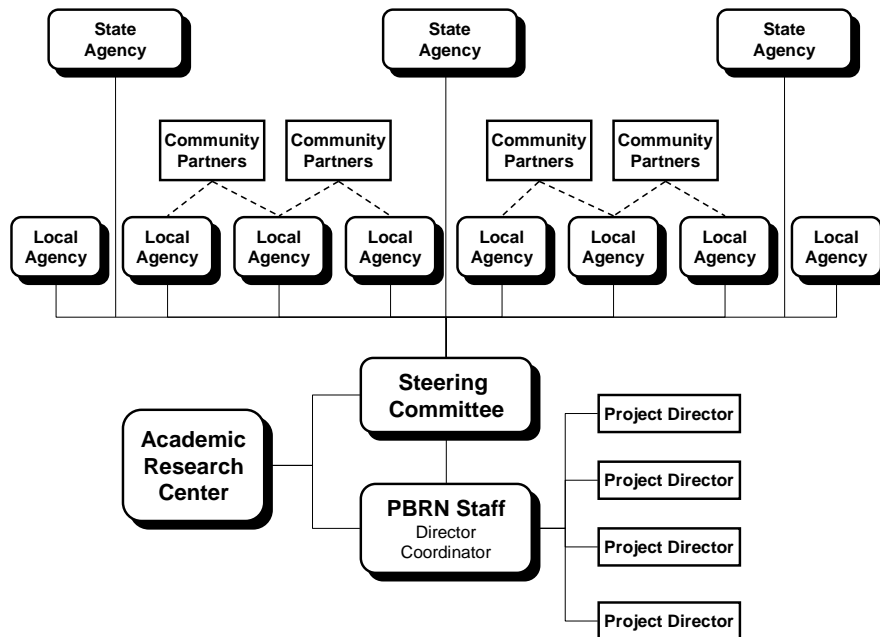 State
Agency
State
Agency
State
Agency
Community
Partners
Community
Partners
Community
Partners
Community
Partners
Local
Agency
Local
Agency
Local
Agency
Local
Agency
Local
Agency
Local
Agency
Local
Agency
Local
Agency
Steering
Committee
Academic
Research
Center
PBRN Staff
Director
Coordinator
Project Director
Project Director
Project Director
Project Director